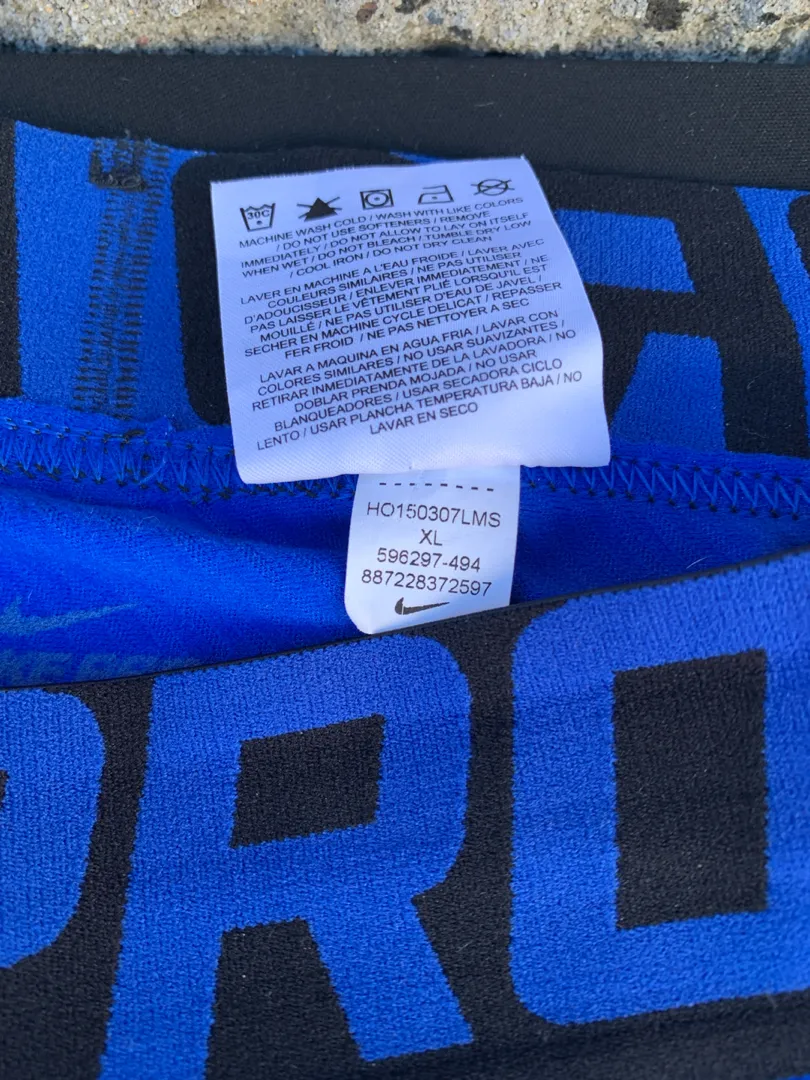 30C
MACHINE WASH COLD / WASH WITH LIKE COLORS
/ DO NOT USE SOFTENERS / REMOVE
IMMEDIATELY / DO NOT ALLOW TO LAY ON ITSELF
WHEN WET / DO NOT BLEACH / TUMBLE DRY LOW
/ COOL IRON / DO NOT DRY CLEAN
LAVER EN MACHINE A L'EAU FROIDE / LAVER AVEC
COULEURS SIMILAIRES / NE PAS UTILISER
D'ADOUCISSEUR / ENLEVER IMMEDIATEMENT / NE
PAS LAISSER LE VÊTEMENT PLIÉ LORSQU'IL EST
MOUILLÉ / NE PAS UTILISER D'EAU DE JAVEL /
SECHER EN MACHINE CYCLE DELICAT / REPASSER
FER FROID / NE PAS NETTOYER A SEC
LAVAR A MAQUINA EN AGUA FRIA / LAVAR CON
COLORES SIMILARES / NO USAR SUAVIZANTES /
RETIRAR INMEDIATAMENTE DE LA LAVADORA / NO
DOBLAR PRENDA MOJADA / NO USAR
BLANQUEADORES / USAR SECADORA CICLO
LENTO / USAR PLANCHA TEMPERATURA BAJA / NO
LAVAR EN SECO
HO150307LMS
XL
596297-494
887228372597
PRO